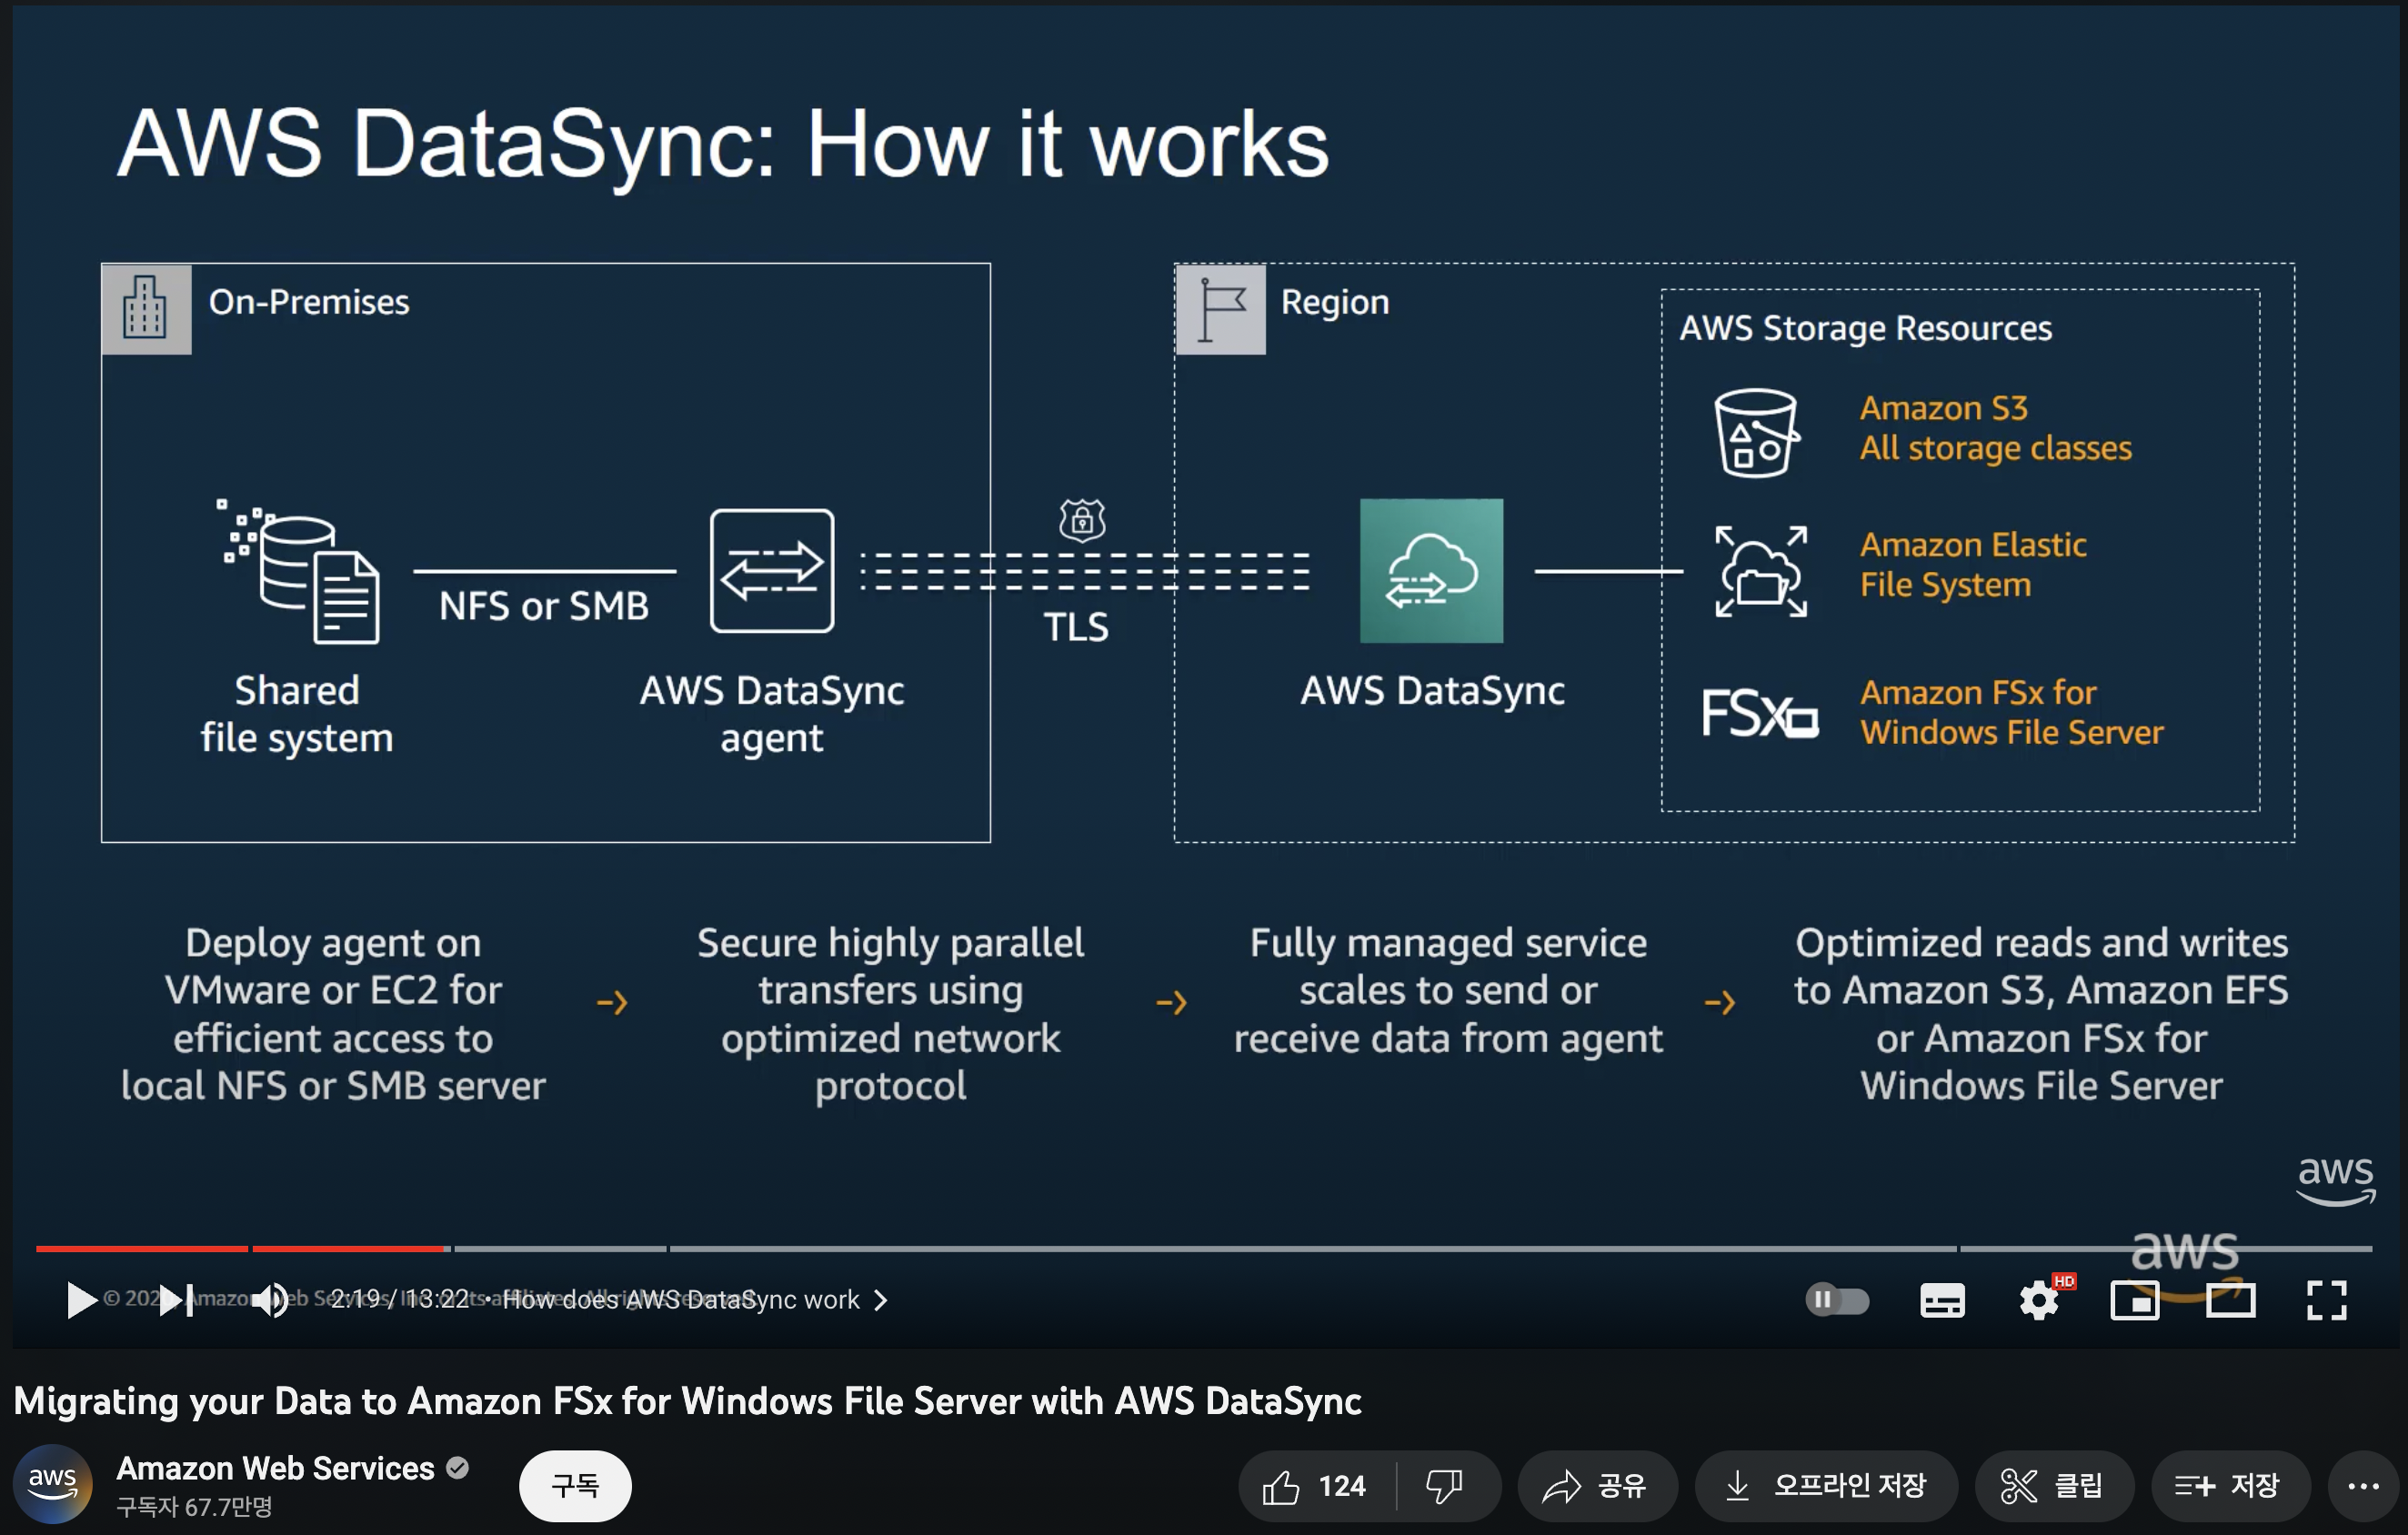 AWS DataSync: How it works
On-Premises
Shared
file system
NFS or SMB
AWS DataSync
agent
TLS
Region
AWS DataSync
AWS Storage Resources
Amazon S3
All storage classes
Amazon Elastic
File System
FSx
Amazon FSx for
Windows File Server
Deploy agent on
VMware or EC2 for
efficient access to
local NFS or SMB server
Secure highly parallel
transfers using
optimized network
protocol
Fully managed service
scales to send or
receive data from agent
Optimized reads and writes
to Amazon S3, Amazon EFS
or Amazon FSx for
Windows File Server
aws
aws
2:19 / 13:22 • How does AWS DataSync work
HD
Migrating your Data to Amazon FSx for Windows File Server with AWS DataSync
aws
Amazon Web Services
구독자 67.7만명
구독
124
공유
오프라인 저장
클립
저장